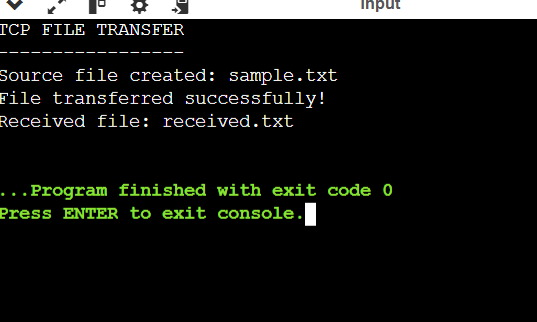 input
TCP FILE TRANSFER
-----------------
Source file created: sample.txt
File transferred successfully!
Received file: received.txt
...Program finished with exit code 0
Press ENTER to exit console.